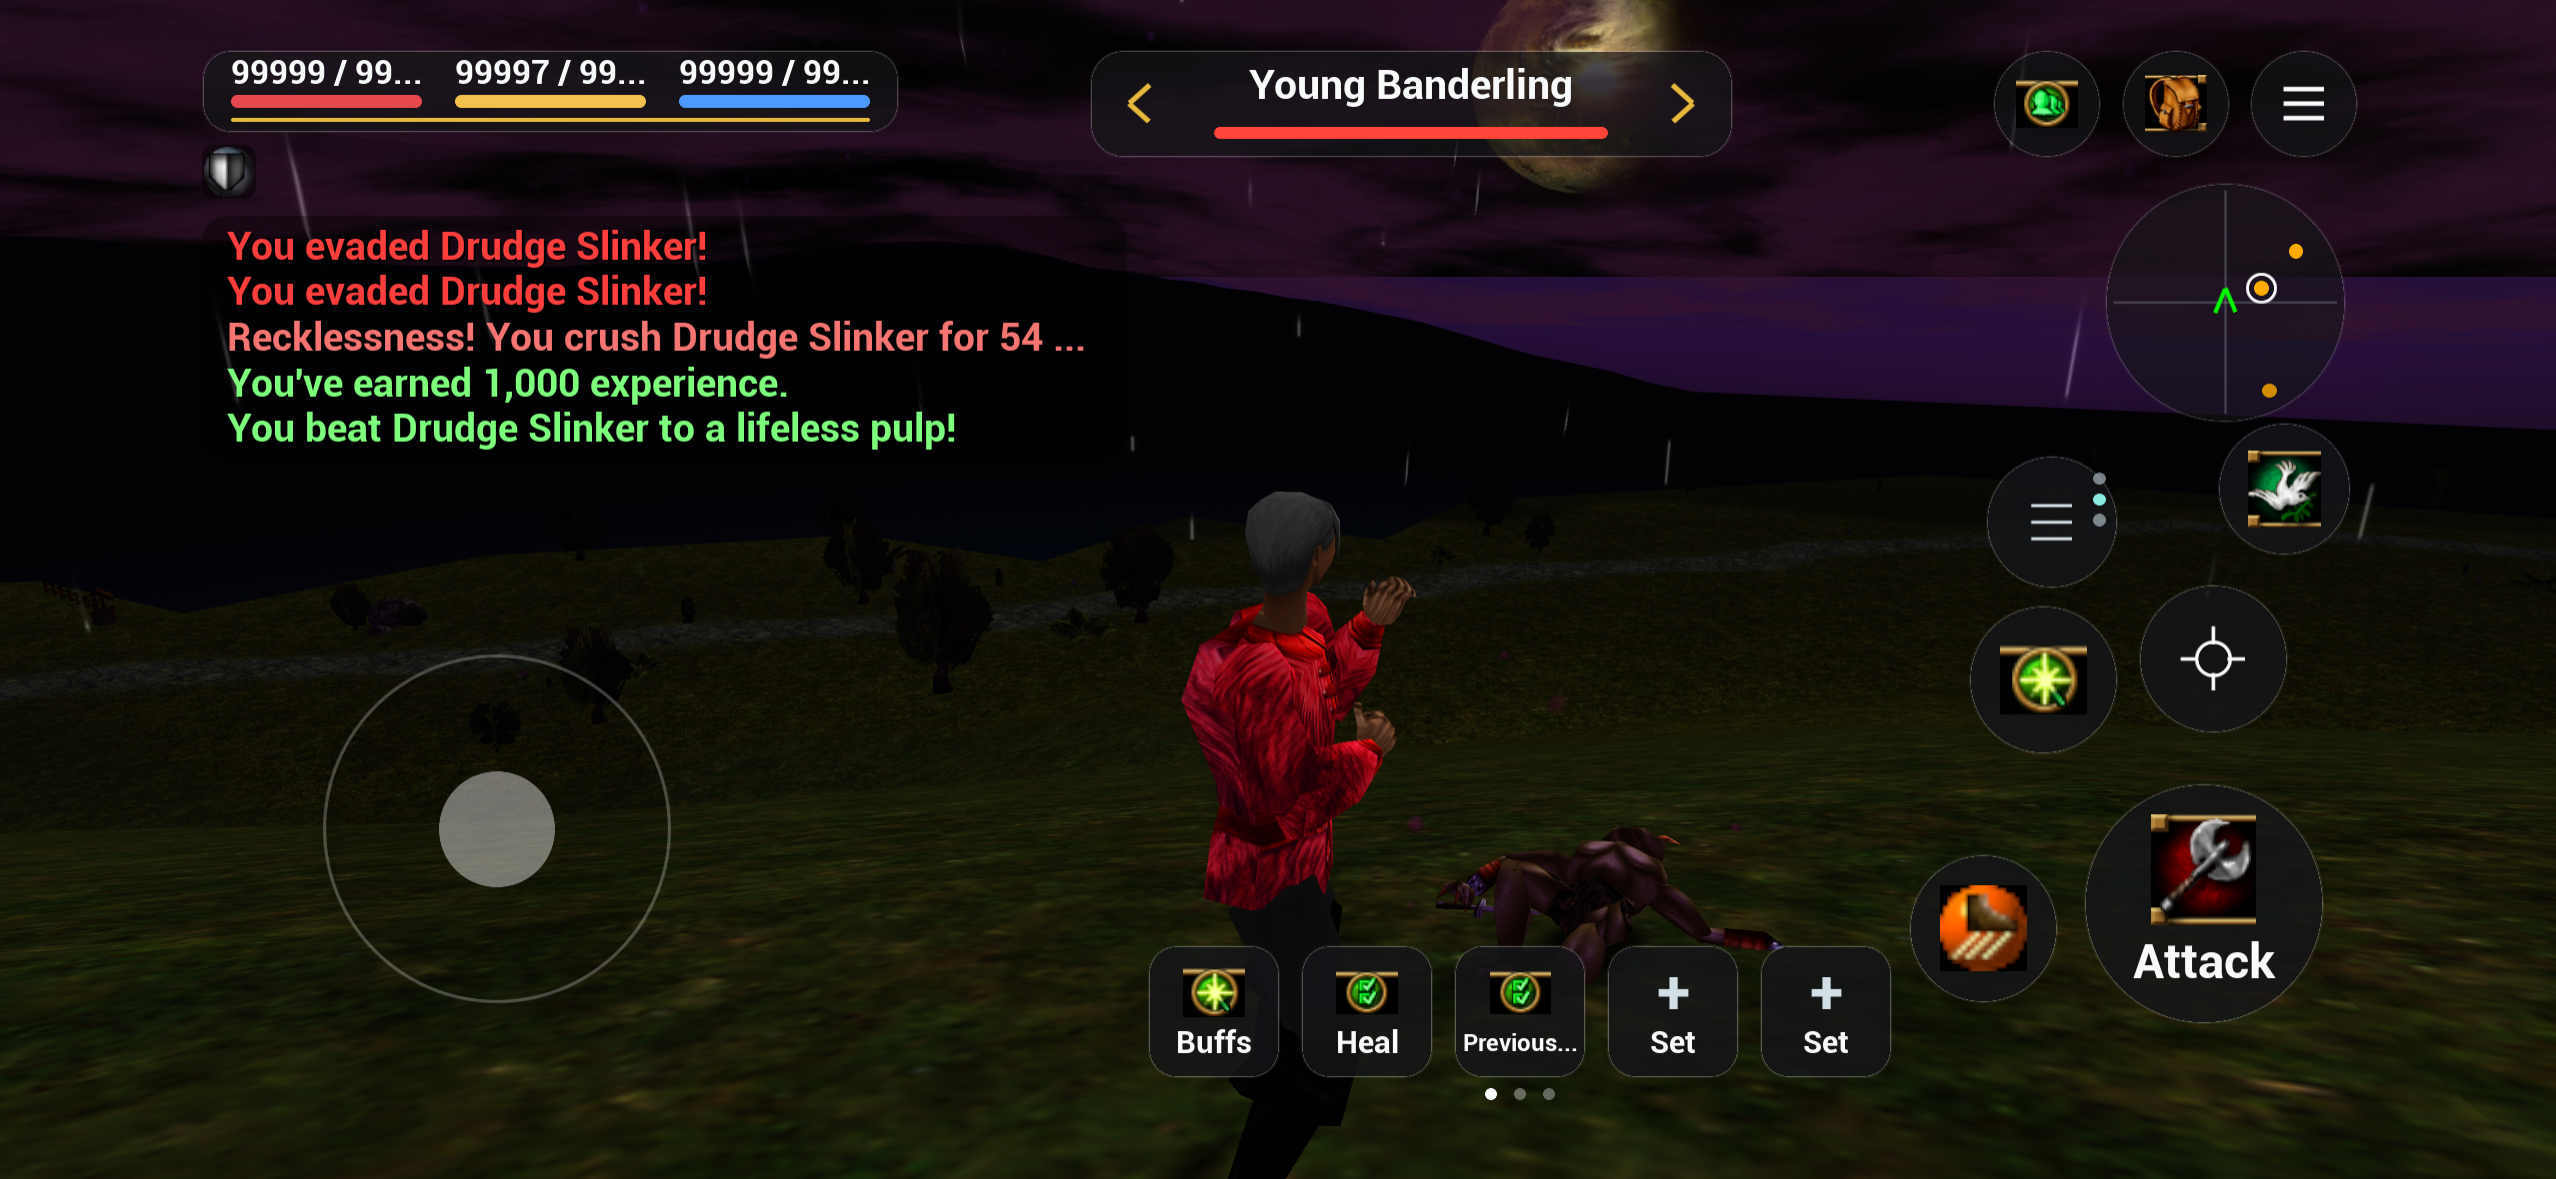 99999 / 99... 99997 / 99... 99999 / 99...
Young Banderling
You evaded Drudge Slinker!
You evaded Drudge Slinker!
Recklessness! You crush Drudge Slinker for 54 ...
You've earned 1,000 experience.
You beat Drudge Slinker to a lifeless pulp!
Attack
Buffs
Heal
Previous...
Set
Set